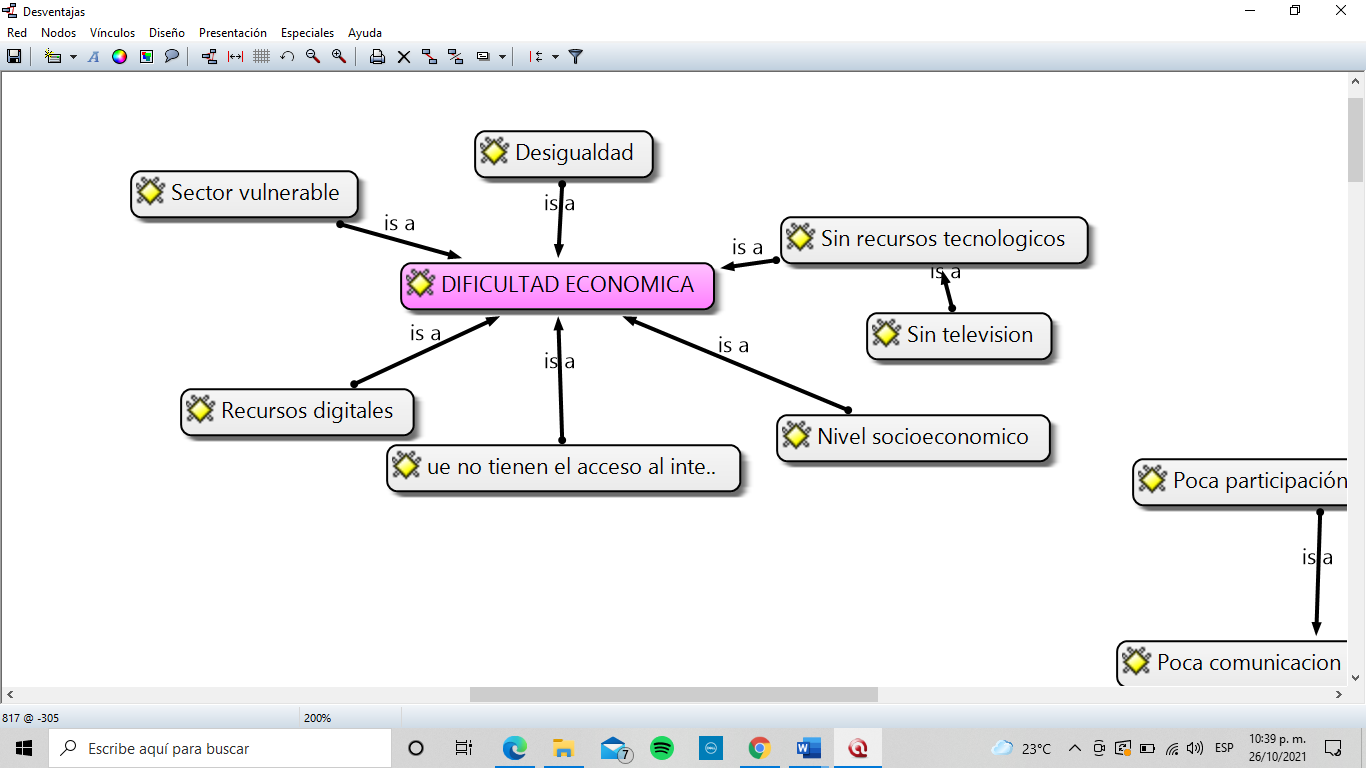 Desventajas
Red Nodos Vínculos Diseño Presentación Especiales Ayuda
Desigualdad
Sector vulnerable
is a
is a
Sin recursos tecnologicos
is a
is a
DIFICULTAD ECONOMICA
Sin television
is a
is a
is a
Recursos digitales
Nivel socioeconomico
ue no tienen el acceso al inte..
Poca participación
is a
Poca comunicacion
817 @ -305 200%
Escribe aquí para buscar
7
DELL
23°C
ESP
10:39 p. m.
26/10/2021